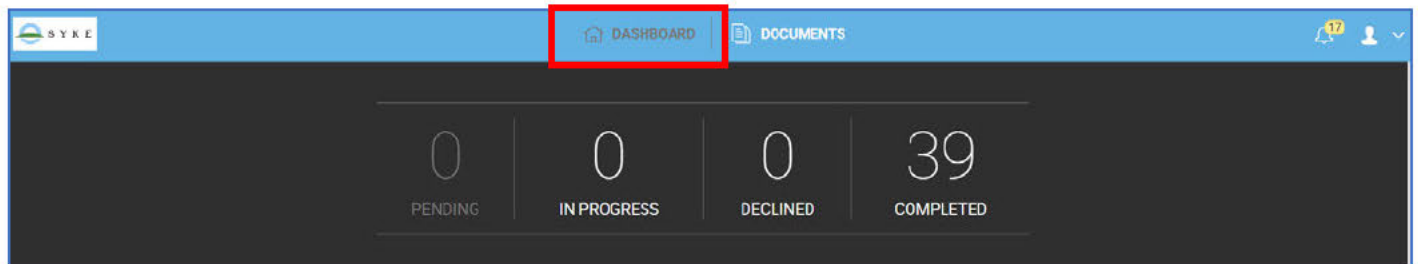 SYKE DASHBOARD DOCUMENTS 17
0 0 0 39
PENDING IN PROGRESS DECLINED COMPLETED